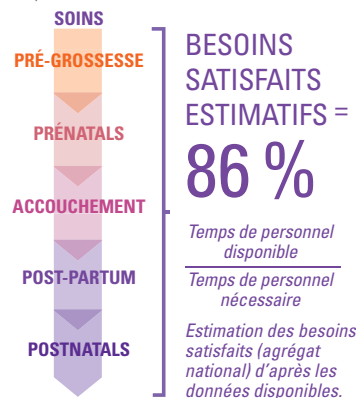 SOINS
PRÉ-GROSSESSE
PRÉNATALS
ACCOUCHEMENT
POST-PARTUM
POSTNATALS
BESOINS
SATISFAITS
ESTIMATIFS =
86 %
Temps de personnel
disponible
Temps de personnel
nécessaire
Estimation des besoins
satisfaits (agrégat
national) d’après les
données disponibles.